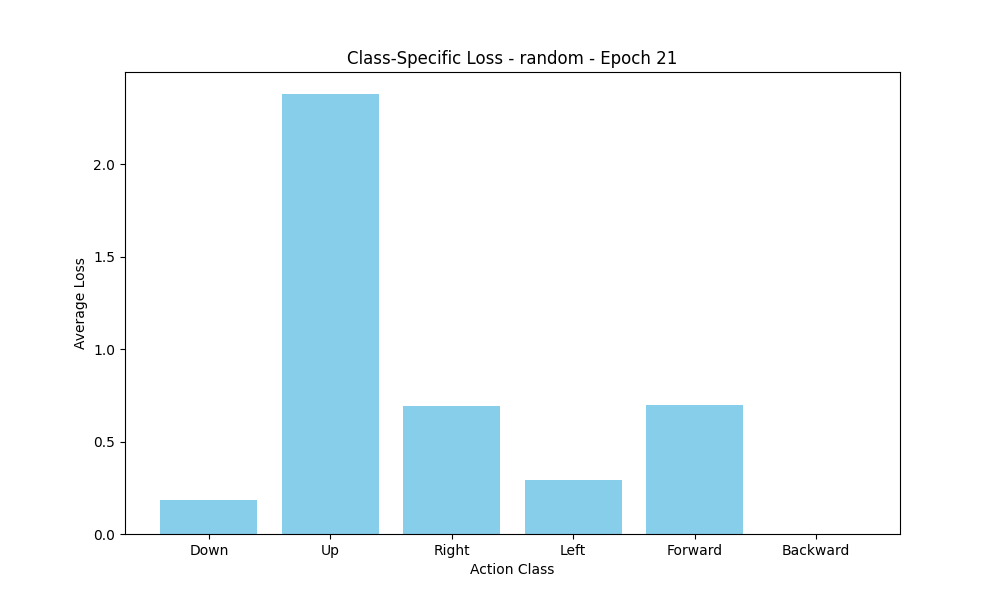 Class-Specific Loss - random - Epoch 21
2.0
1.5
1.0
0.5
0.0
Average Loss
Down Up Right Left Forward Backward
Action Class